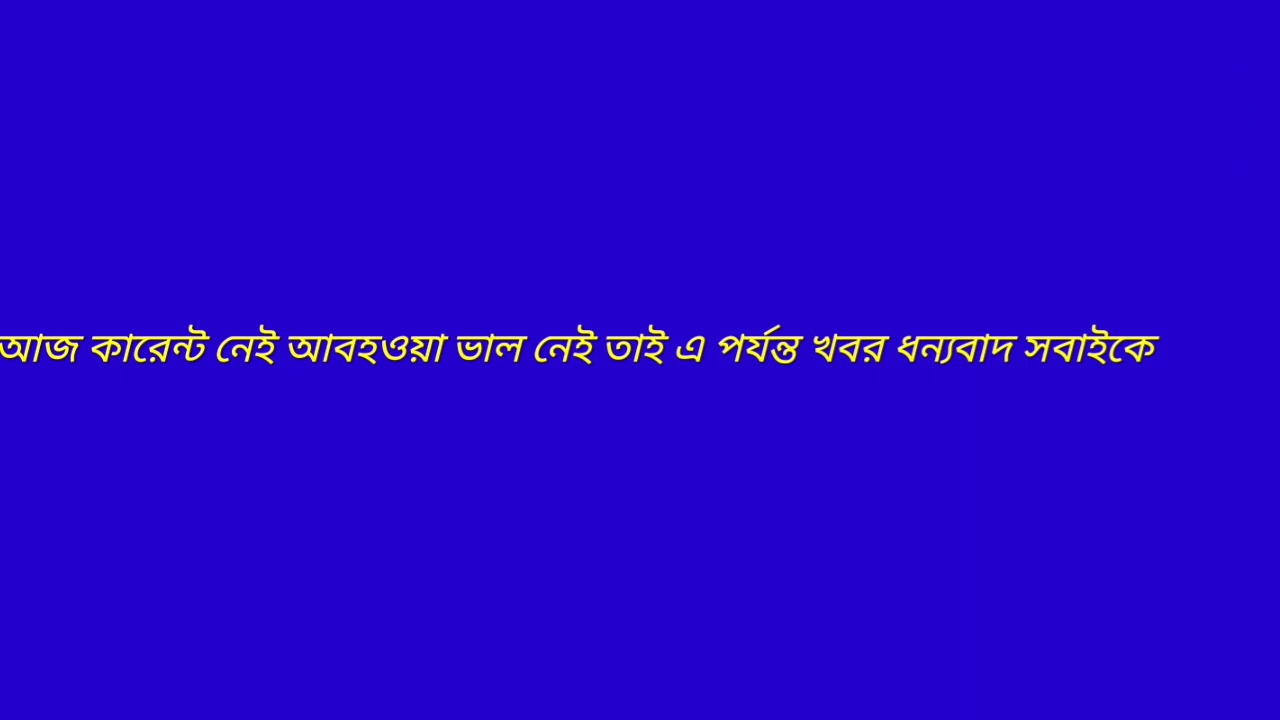 আজ কারেন্ট নেই আবহওয়া ভাল নেই তাই এ পর্যন্ত খবর ধন্যবাদ সবাইকে